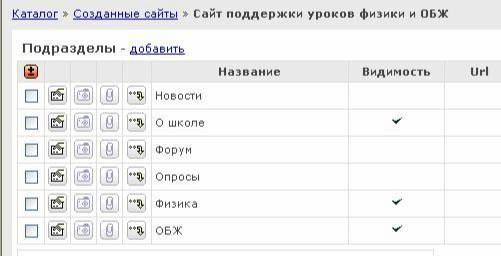 Каталог » Созданные сайты » Сайт поддержки уроков физики и ОБЖ
Подразделы - добавить
Название Видимость Url
Новости
О школе
Форум
Опросы
Физика
ОБЖ